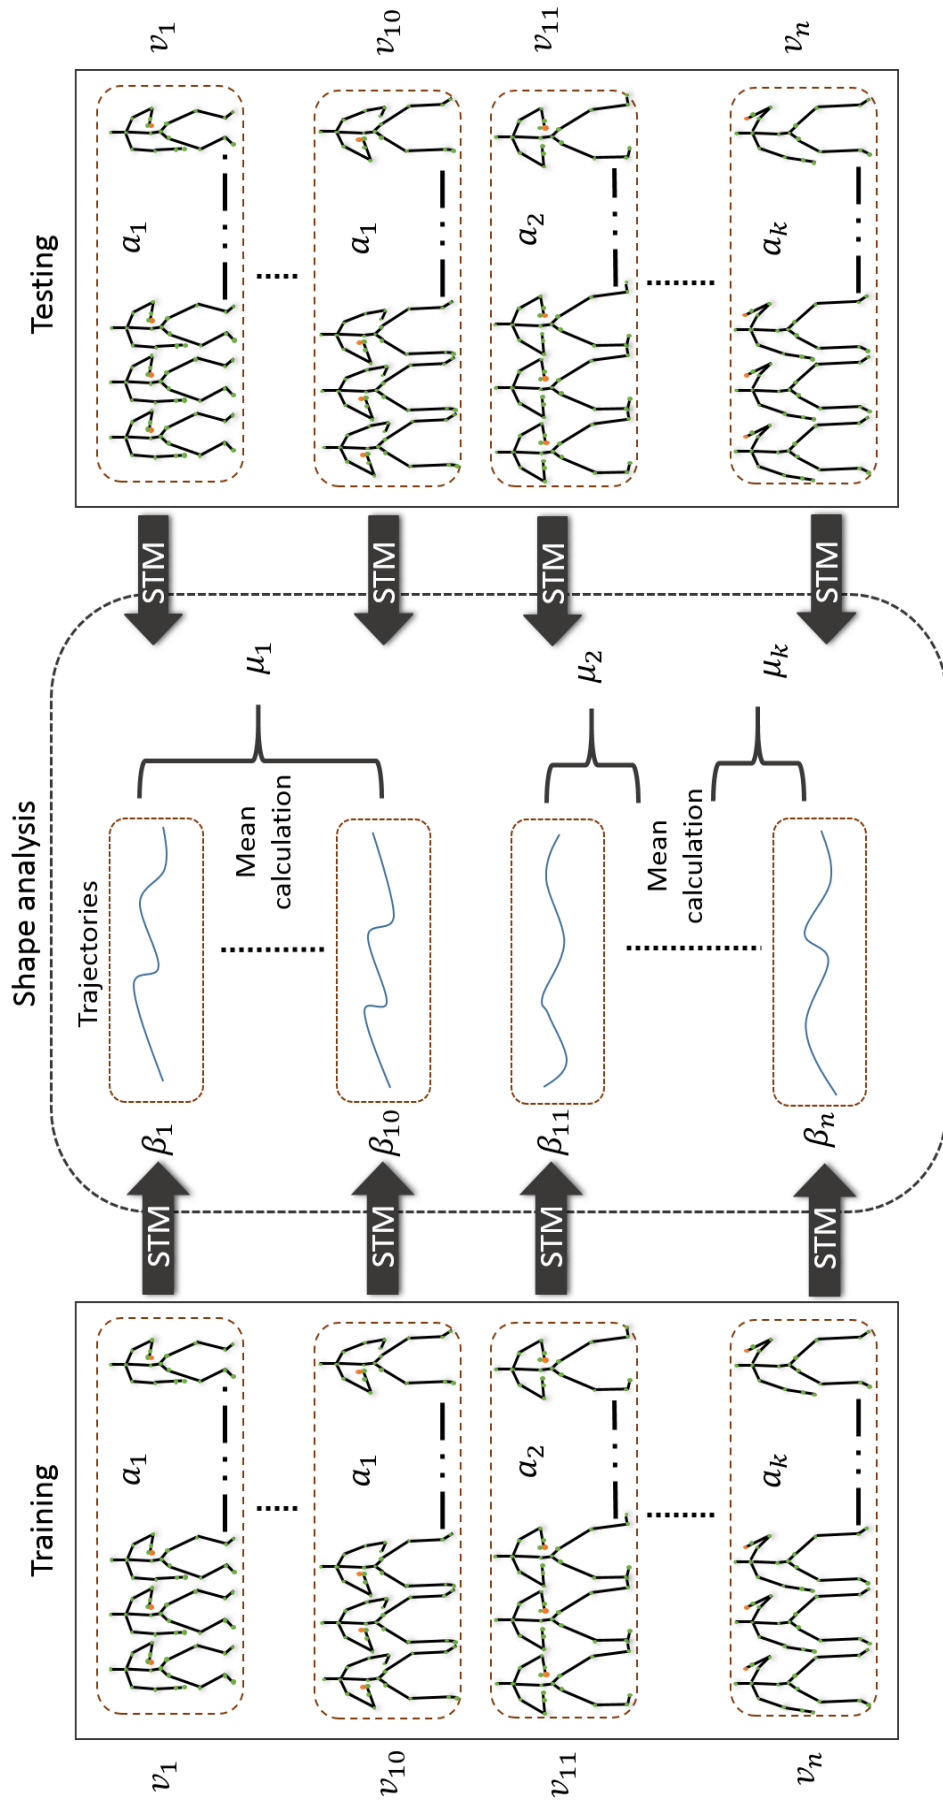 Training
v₁
a₁
v₁₀
a₁
v₁₁
a₂
vₙ
aₖ
STM
STM
STM
STM
Shape analysis
Trajectories
β₁
β₁₀
β₁₁
βₙ
Mean
calculation
Mean
calculation
μ₁
μ₂
μₖ
STM
STM
STM
STM
Testing
a₁
v₁
a₁
v₁₀
a₂
v₁₁
aₖ
vₙ